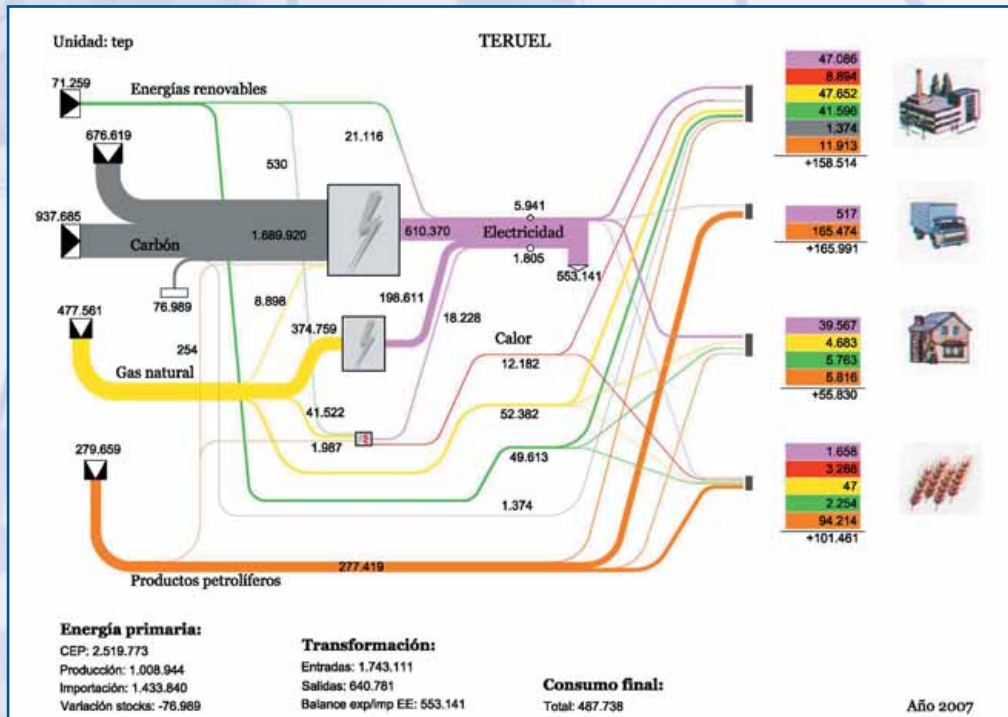 Unidad: tep
TERUEL
71.259
Energías renovables
676.619
530
21.116
937.685
Carbón
1.689.920
610.370
5.941
Electricidad
1.805
553.141
76.989
8.898
198.611
18.228
477.561
374.759
254
Gas natural
Calor
12.182
41.522
52.382
1.987
279.659
49.613
1.374
277.419
Productos petrolíferos
47.086
8.894
47.652
41.596
1.374
11.913
+158.514
517
165.474
+165.991
39.567
4.683
5.763
5.816
+55.830
1.658
3.288
47
2.254
94.214
+101.461
Energía primaria:
CEP: 2.519.773
Producción: 1.008.944
Importación: 1.433.840
Variación stocks: -76.989
Transformación:
Entradas: 1.743.111
Salidas: 640.781
Balance exp/imp EE: 553.141
Consumo final:
Total: 487.738
Año 2007